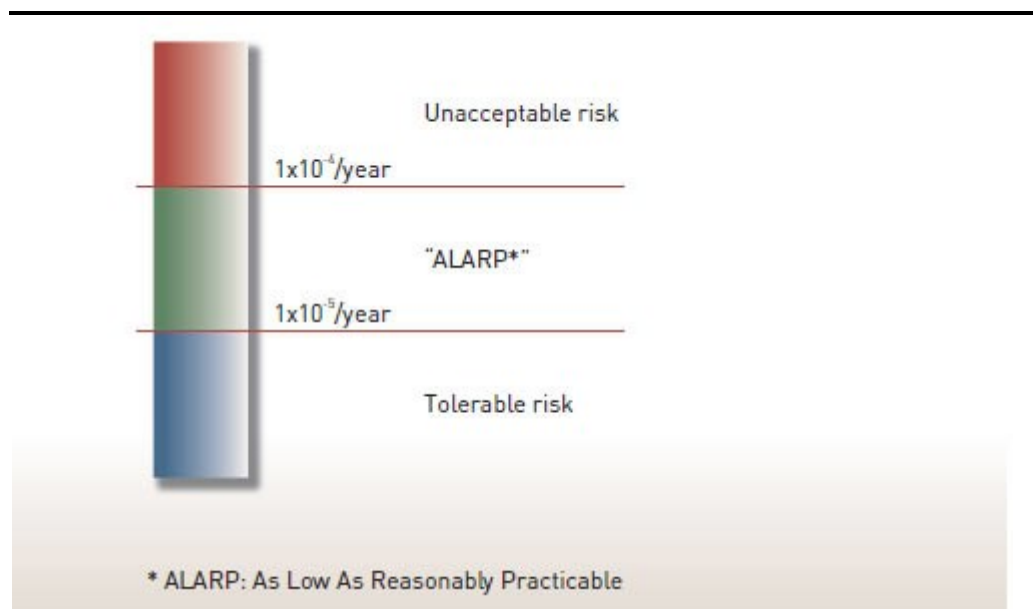 Unacceptable risk
1x10⁻⁴/year
“ALARP*”
1x10⁻⁵/year
Tolerable risk
* ALARP: As Low As Reasonably Practicable